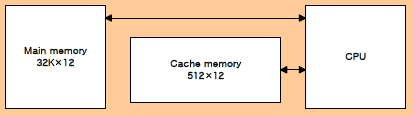 Main memory
32K×12
Cache memory
512×12
CPU